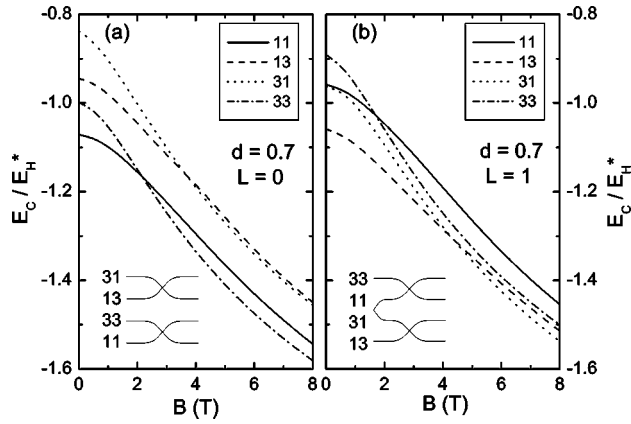 (a)
11
13
31
33
d = 0.7
L = 0
31
13
33
11
-0.8
-1.0
-1.2
-1.4
-1.6
E_C / E_H*
0 2 4 6 8
B (T)
(b)
11
13
31
33
d = 0.7
L = 1
33
11
31
13
-0.8
-1.0
-1.2
-1.4
-1.6
E_C / E_H*
0 2 4 6 8
B (T)